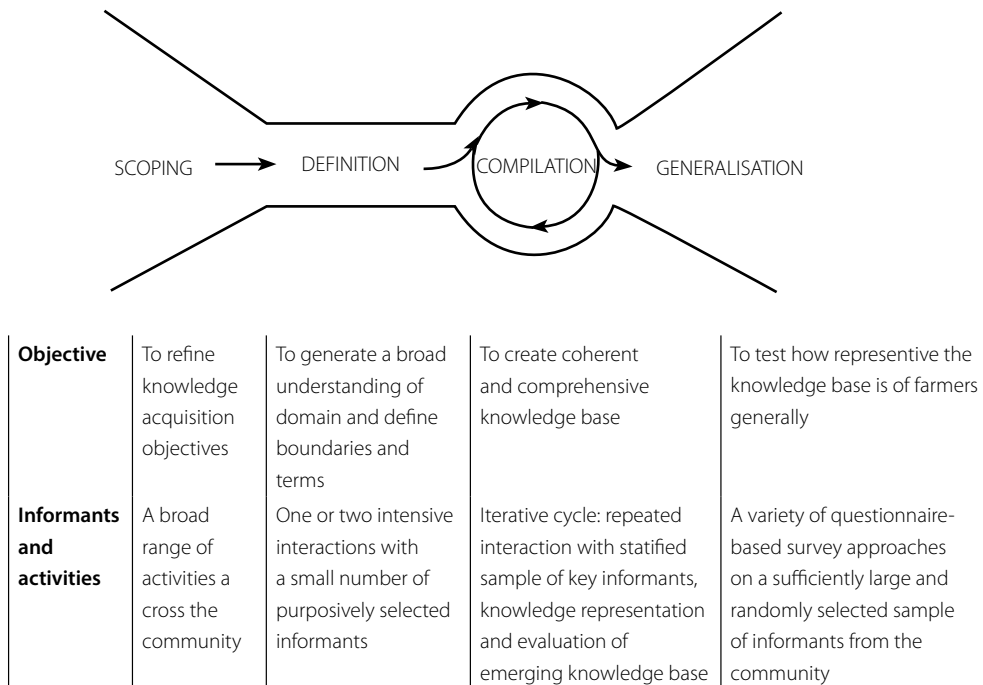 SCOPING DEFINITION COMPILATION GENERALISATION
Objective
To refine
knowledge
acquisition
objectives
To generate a broad
understanding of
domain and define
boundaries and
terms
To create coherent
and comprehensive
knowledge base
To test how representive the
knowledge base is of farmers
generally
Informants
and
activities
A broad
range of
activities a
cross the
community
One or two intensive
interactions with
a small number of
purposively selected
informants
Iterative cycle: repeated
interaction with statified
sample of key informants,
knowledge representation
and evaluation of
emerging knowledge base
A variety of questionnaire-
based survey approaches
on a sufficiently large and
randomly selected sample
of informants from the
community